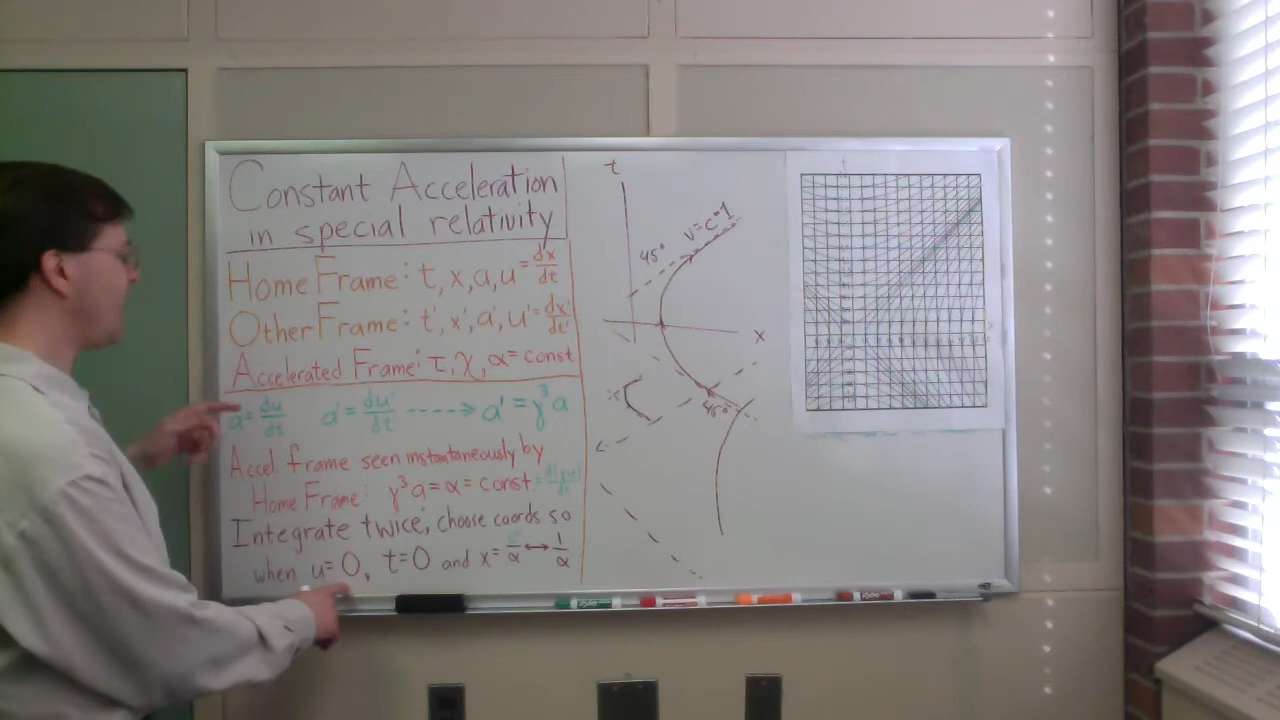 Constant Acceleration
in special relativity
Home Frame: t, x, a, u = dx/dt
Other Frame: t', x', a', u' = dx'/dt'
Accelerated Frame: τ, χ, α = const
a = du/dt a' = du'/dt' ----> a' = γ³a
Accel frame seen instantaneously by
Home Frame: γ³a = α = const = d(γu)/dt
Integrate twice, choose coords so
when u=0, t=0 and x = /α ↔ 1/α
t
45° v=c=1
x
45°